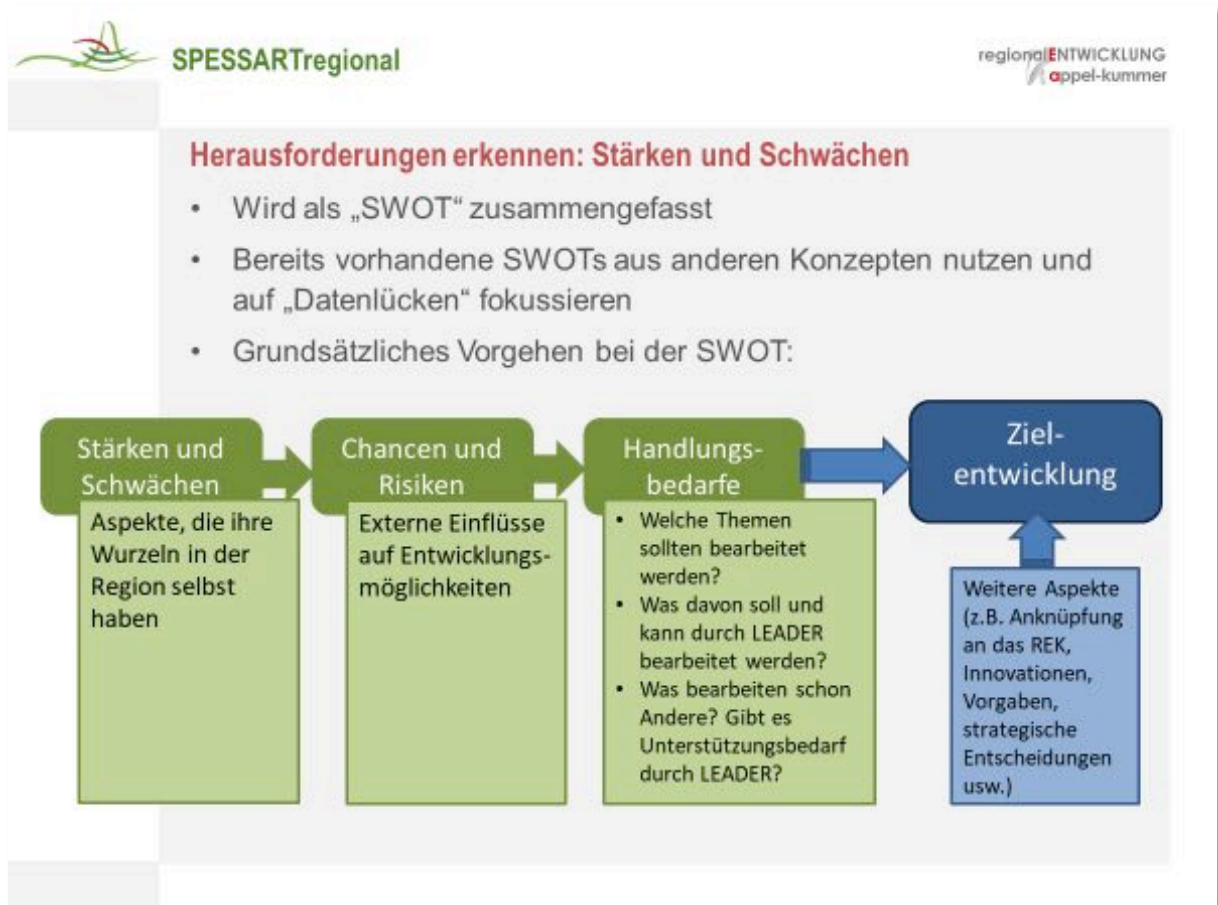 SPESSARTregional
regionalENTWICKLUNG
appel-kummer
Herausforderungen erkennen: Stärken und Schwächen
• Wird als „SWOT“ zusammengefasst
• Bereits vorhandene SWOTs aus anderen Konzepten nutzen und
auf „Datenlücken“ fokussieren
• Grundsätzliches Vorgehen bei der SWOT:
Stärken und
Schwächen
Aspekte, die ihre
Wurzeln in der
Region selbst
haben
Chancen und
Risiken
Externe Einflüsse
auf Entwicklungs-
möglichkeiten
Handlungs-
bedarfe
• Welche Themen
sollten bearbeitet
werden?
• Was davon soll und
kann durch LEADER
bearbeitet werden?
• Was bearbeiten schon
Andere? Gibt es
Unterstützungsbedarf
durch LEADER?
Ziel-
entwicklung
Weitere Aspekte
(z.B. Anknüpfung
an das REK,
Innovationen,
Vorgaben,
strategische
Entscheidungen
usw.)